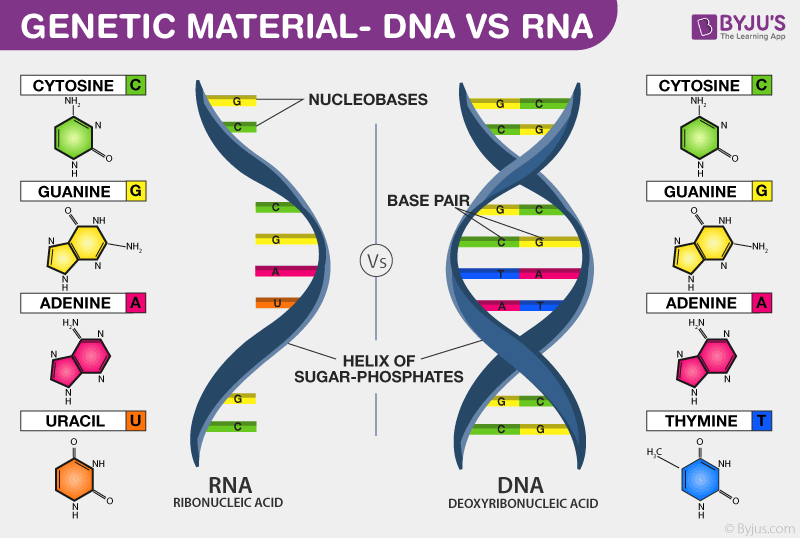 GENETIC MATERIAL- DNA VS RNA
BYJU'S
The Learning App
CYTOSINE C
NH₂
N
O
NH
H
GUANINE G
O
NH
N
NH₂
N
N
H
ADENINE A
H₂N
N
N
N
N
H
URACIL U
O
NH
O
N
H
G
C
C
G
A
U
G
C
RNA
RIBONUCLEIC ACID
NUCLEOBASES
BASE PAIR
Vs
HELIX OF
SUGAR-PHOSPHATES
G C
C G
G C
C G
T A
A T
G C
C G
DNA
DEOXYRIBONUCLEIC ACID
CYTOSINE C
NH₂
N
O
NH
H
GUANINE G
O
NH
N
NH₂
N
N
H
ADENINE A
H₂N
N
N
N
N
H
THYMINE T
O
H₃C
NH
O
N
H
© Byjus.com